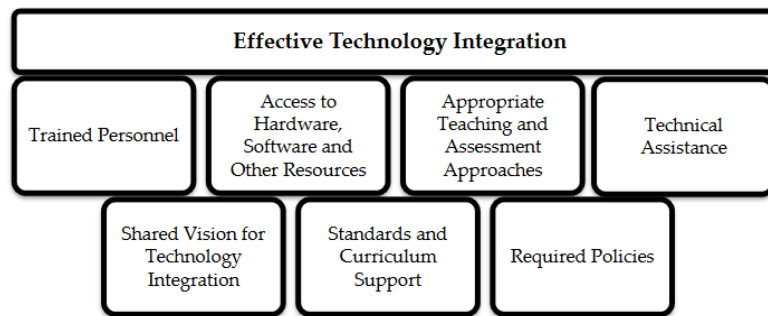 Effective Technology Integration
Trained Personnel
Access to
Hardware,
Software and
Other Resources
Appropriate
Teaching and
Assessment
Approaches
Technical
Assistance
Shared Vision for
Technology
Integration
Standards and
Curriculum
Support
Required Policies